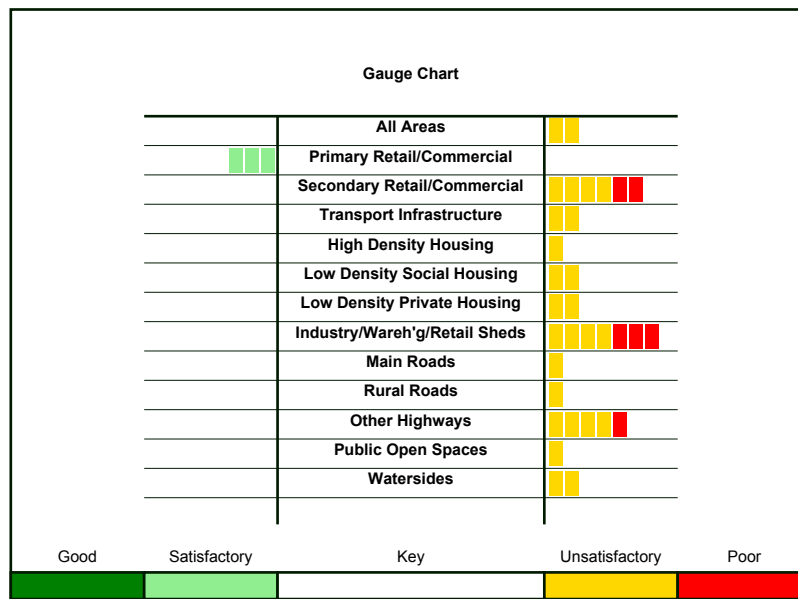 Gauge Chart
All Areas
Primary Retail/Commercial
Secondary Retail/Commercial
Transport Infrastructure
High Density Housing
Low Density Social Housing
Low Density Private Housing
Industry/Wareh'g/Retail Sheds
Main Roads
Rural Roads
Other Highways
Public Open Spaces
Watersides
Good Satisfactory Key Unsatisfactory Poor